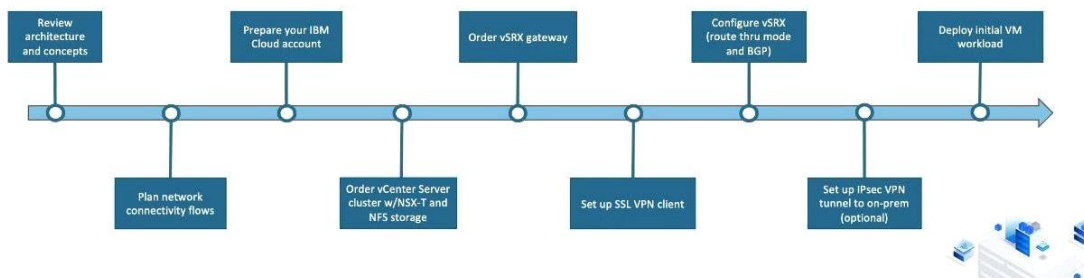 Review
architecture
and concepts
Plan network
connectivity flows
Prepare your IBM
Cloud account
Order vCenter Server
cluster w/NSX-T and
NFS storage
Order vSRX gateway
Set up SSL VPN client
Configure vSRX
(route thru mode
and BGP)
Set up IPsec VPN
tunnel to on-prem
(optional)
Deploy initial VM
workload